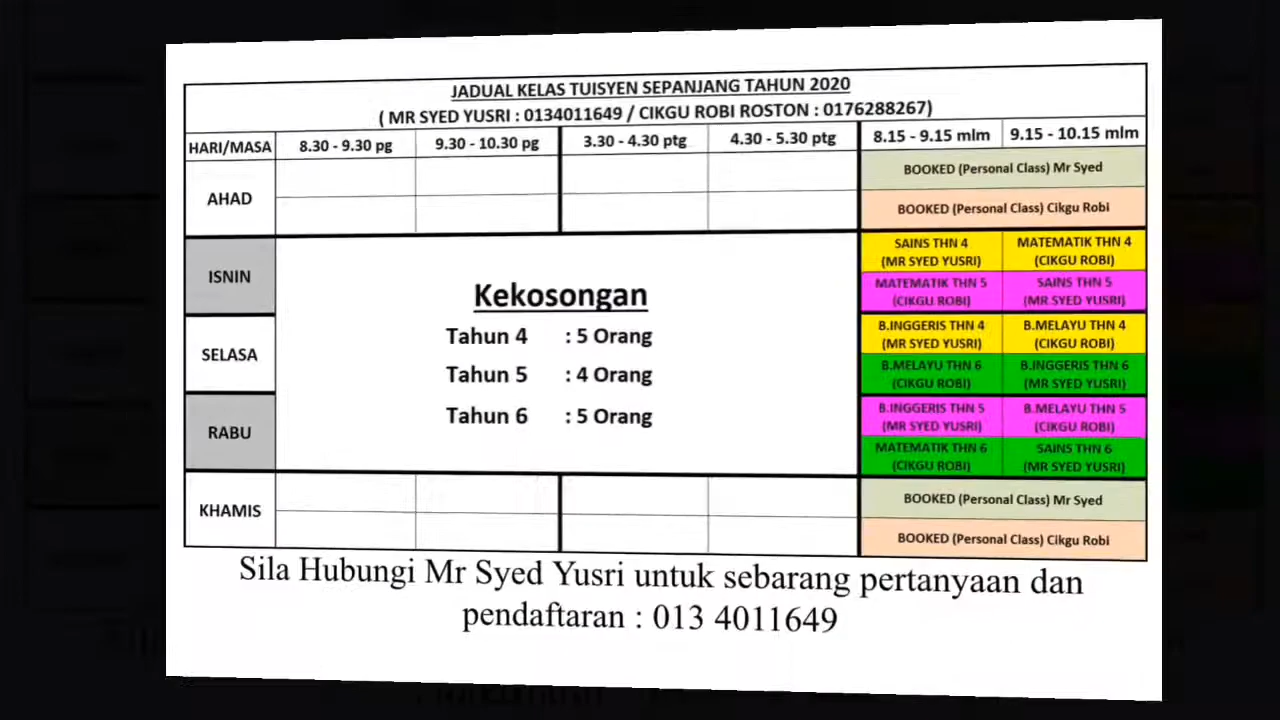 JADUAL KELAS TUISYEN SEPANJANG TAHUN 2020
( MR SYED YUSRI : 0134011649 / CIKGU ROBI ROSTON : 0176288267)
HARI/MASA 8.30 - 9.30 pg 9.30 - 10.30 pg 3.30 - 4.30 ptg 4.30 - 5.30 ptg 8.15 - 9.15 mlm 9.15 - 10.15 mlm
AHAD
BOOKED (Personal Class) Mr Syed
BOOKED (Personal Class) Cikgu Robi
ISNIN
SAINS THN 4 MATEMATIK THN 4
(MR SYED YUSRI) (CIKGU ROBI)
MATEMATIK THN 5 SAINS THN 5
(CIKGU ROBI) (MR SYED YUSRI)
SELASA
B.INGGERIS THN 4 B.MELAYU THN 4
(MR SYED YUSRI) (CIKGU ROBI)
B.MELAYU THN 6 B.INGGERIS THN 6
(CIKGU ROBI) (MR SYED YUSRI)
RABU
B.INGGERIS THN 5 B.MELAYU THN 5
(MR SYED YUSRI) (CIKGU ROBI)
MATEMATIK THN 6 SAINS THN 6
(CIKGU ROBI) (MR SYED YUSRI)
Kekosongan
Tahun 4 : 5 Orang
Tahun 5 : 4 Orang
Tahun 6 : 5 Orang
KHAMIS
BOOKED (Personal Class) Mr Syed
BOOKED (Personal Class) Cikgu Robi
Sila Hubungi Mr Syed Yusri untuk sebarang pertanyaan dan
pendaftaran : 013 4011649